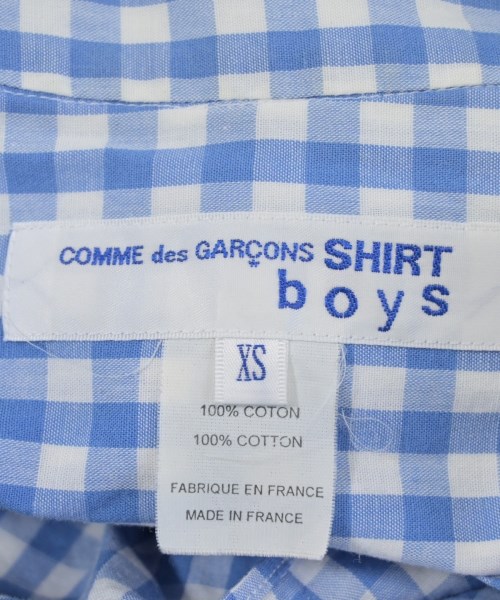 COMME des GARÇONS SHIRT
boys
XS
100% COTON
100% COTTON
FABRIQUE EN FRANCE
MADE IN FRANCE